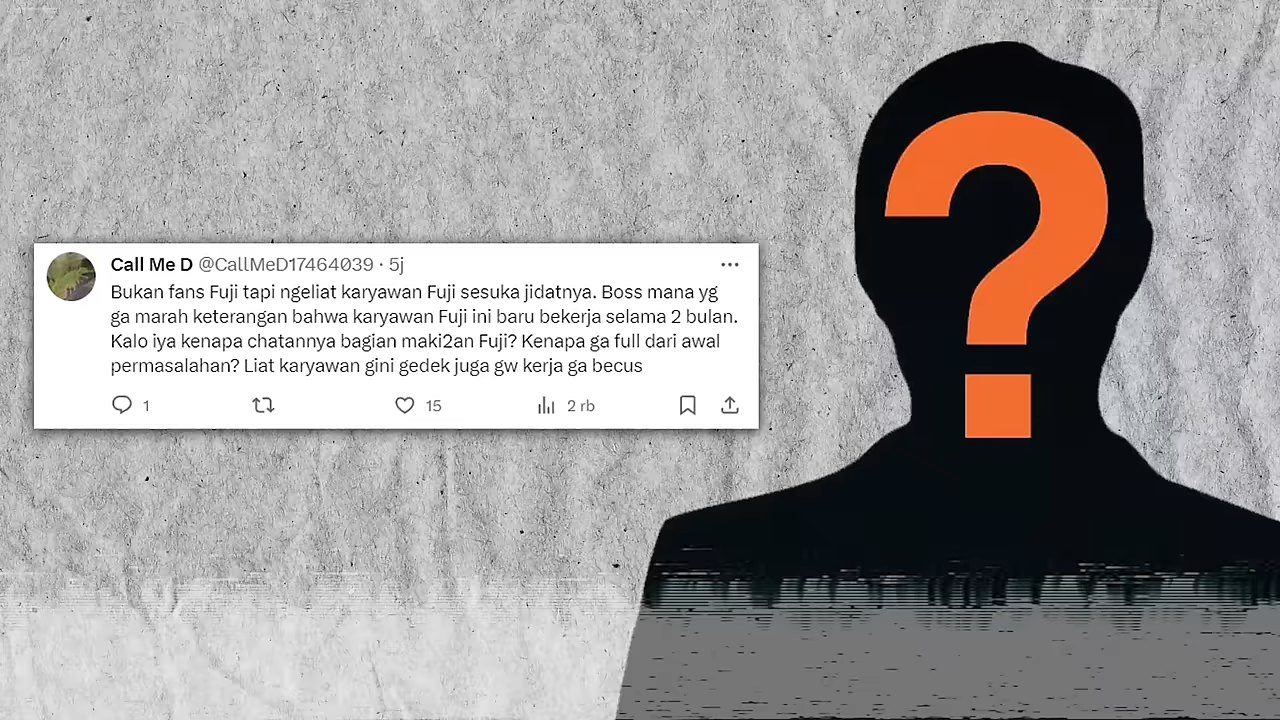 Call Me D @CallMeD17464039 · 5j
Bukan fans Fuji tapi ngeliat karyawan Fuji sesuka jidatnya. Boss mana yg
ga marah keterangan bahwa karyawan Fuji ini baru bekerja selama 2 bulan.
Kalo iya kenapa chatannya bagian maki2an Fuji? Kenapa ga full dari awal
permasalahan? Liat karyawan gini gedek juga gw kerja ga becus
1 15 2 rb
?